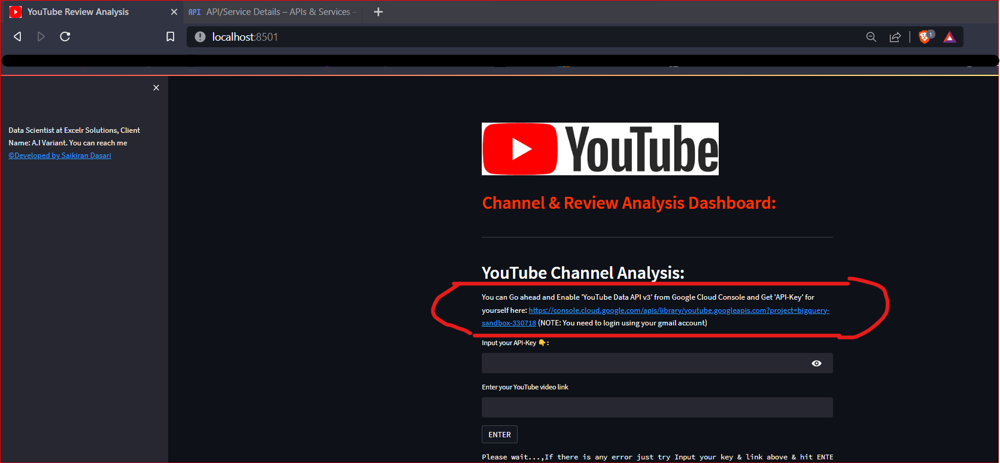 YouTube Review Analysis
API API/Service Details – APIs & Services –
localhost:8501
1
Data Scientist at Excelr Solutions, Client
Name: A.I Variant. You can reach me
©Developed by Saikiran Dasari
YouTube
Channel & Review Analysis Dashboard:
YouTube Channel Analysis:
You can Go ahead and Enable 'YouTube Data API v3' from Google Cloud Console and Get 'API-Key' for
yourself here: https://console.cloud.google.com/apis/library/youtube.googleapis.com?project=bigquery-
sandbox-330718 (NOTE: You need to login using your gmail account)
Input your API-Key 👇:
Enter your YouTube video link
ENTER
Please wait...,If there is any error just try Input your key & link above & hit ENTE